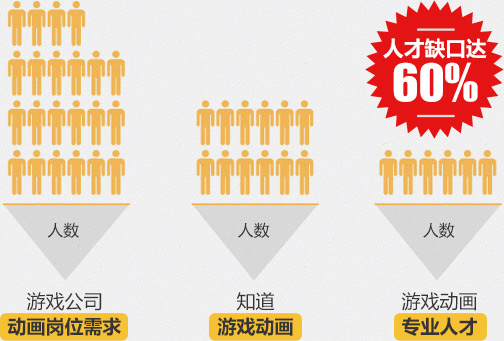 人才缺口达
60%
人数
人数
人数
游戏公司
动画岗位需求
知道
游戏动画
游戏动画
专业人才